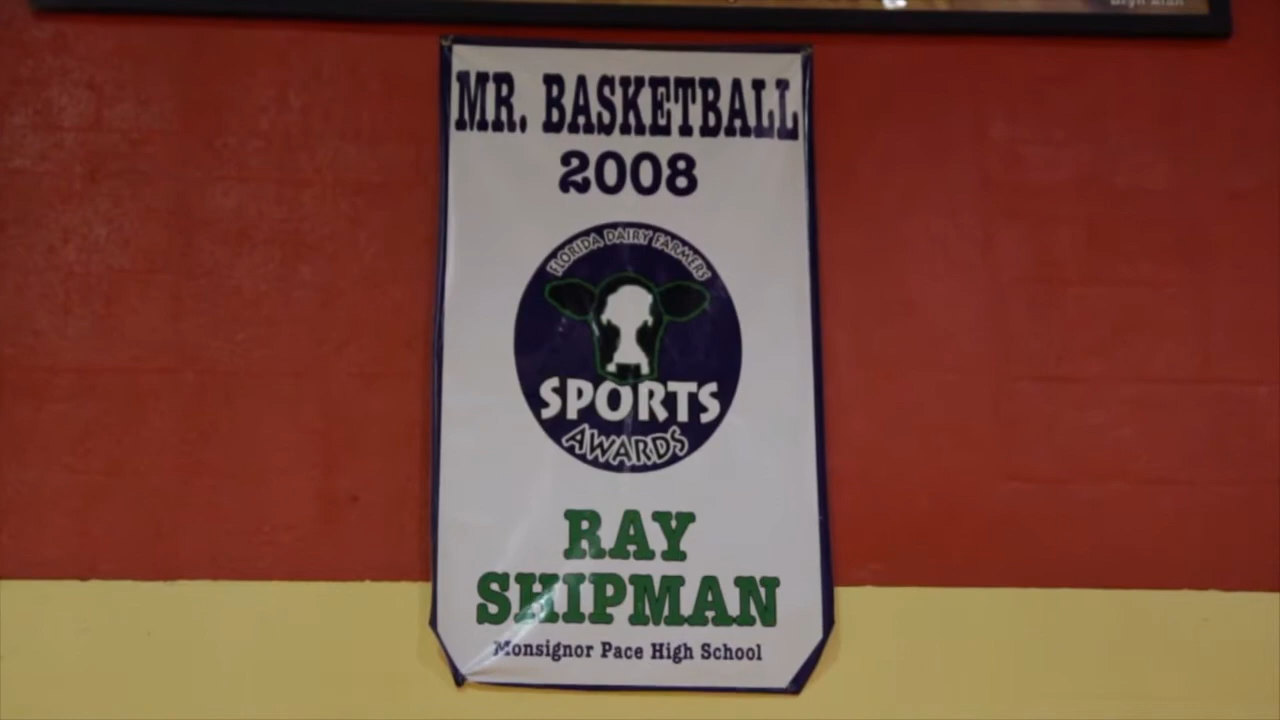 MR. BASKETBALL
2008
FLORIDA DAIRY FARMERS
SPORTS
AWARDS
RAY
SHIPMAN
Monsignor Pace High School